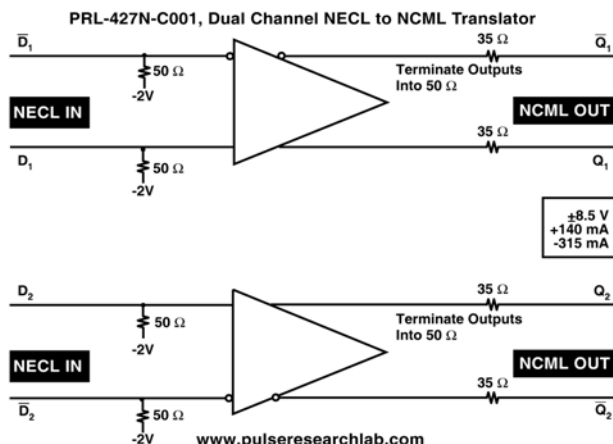 PRL-427N-C001, Dual Channel NECL to NCML Translator
D̅1
35 Ω
Q̅1
50 Ω
-2V
Terminate Outputs
Into 50 Ω
NECL IN
NCML OUT
D1
50 Ω
-2V
35 Ω
Q1
±8.5 V
+140 mA
-315 mA
D2
35 Ω
Q2
50 Ω
-2V
Terminate Outputs
Into 50 Ω
NECL IN
NCML OUT
D̅2
50 Ω
-2V
35 Ω
Q̅2
www.pulseresearchlab.com